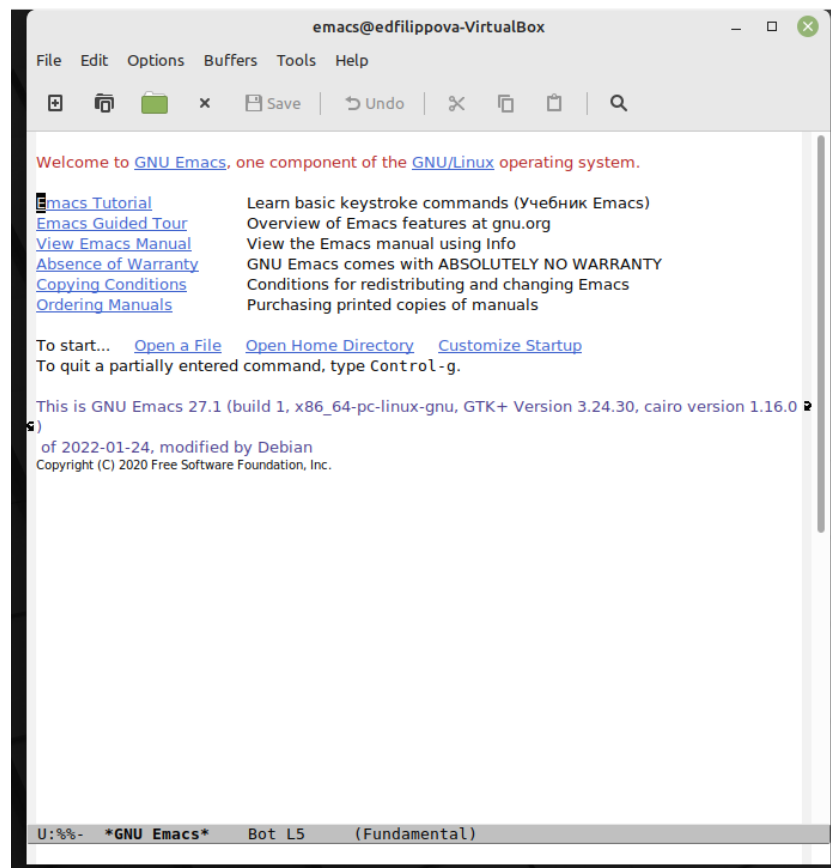 emacs@edfilippova-VirtualBox
File Edit Options Buffers Tools Help
Save Undo
Welcome to GNU Emacs, one component of the GNU/Linux operating system.
Emacs Tutorial Learn basic keystroke commands (Учебник Emacs)
Emacs Guided Tour Overview of Emacs features at gnu.org
View Emacs Manual View the Emacs manual using Info
Absence of Warranty GNU Emacs comes with ABSOLUTELY NO WARRANTY
Copying Conditions Conditions for redistributing and changing Emacs
Ordering Manuals Purchasing printed copies of manuals
To start... Open a File Open Home Directory Customize Startup
To quit a partially entered command, type Control-g.
This is GNU Emacs 27.1 (build 1, x86_64-pc-linux-gnu, GTK+ Version 3.24.30, cairo version 1.16.0
)
of 2022-01-24, modified by Debian
Copyright (C) 2020 Free Software Foundation, Inc.
U:%%- *GNU Emacs* Bot L5 (Fundamental)